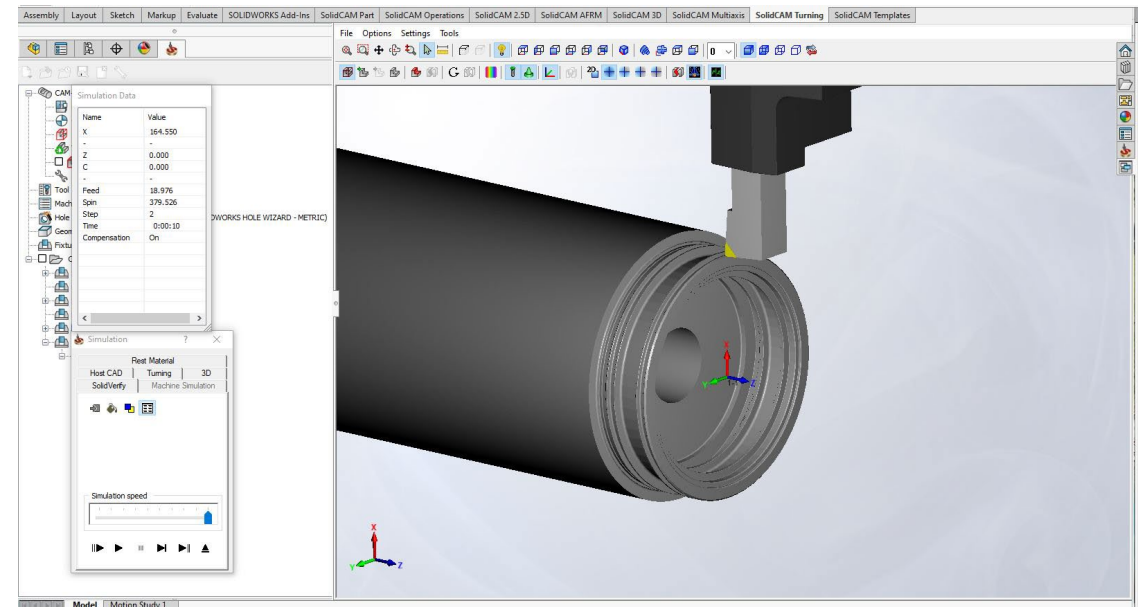 Assembly Layout Sketch Markup Evaluate SOLIDWORKS Add-Ins SolidCAM Part SolidCAM Operations SolidCAM 2.5D SolidCAM AFRM SolidCAM 3D SolidCAM Multiaxis SolidCAM Turning SolidCAM Templates
File Options Settings Tools
0
CAM
Simulation Data
Name Value
X 164.550
- -
Z 0.000
C 0.000
- -
Feed 18.976
Spin 379.526
Step 2
Time 0:00:10
Compensation On
Tool
Mach
Hole
DWORKS HOLE WIZARD - METRIC)
Geom
Fixtu
Simulation ? X
Rest Material
Host CAD Turning 3D
SolidVerify Machine Simulation
Simulation speed
X
Y
Z
X
Y
Z
Model Motion Study 1